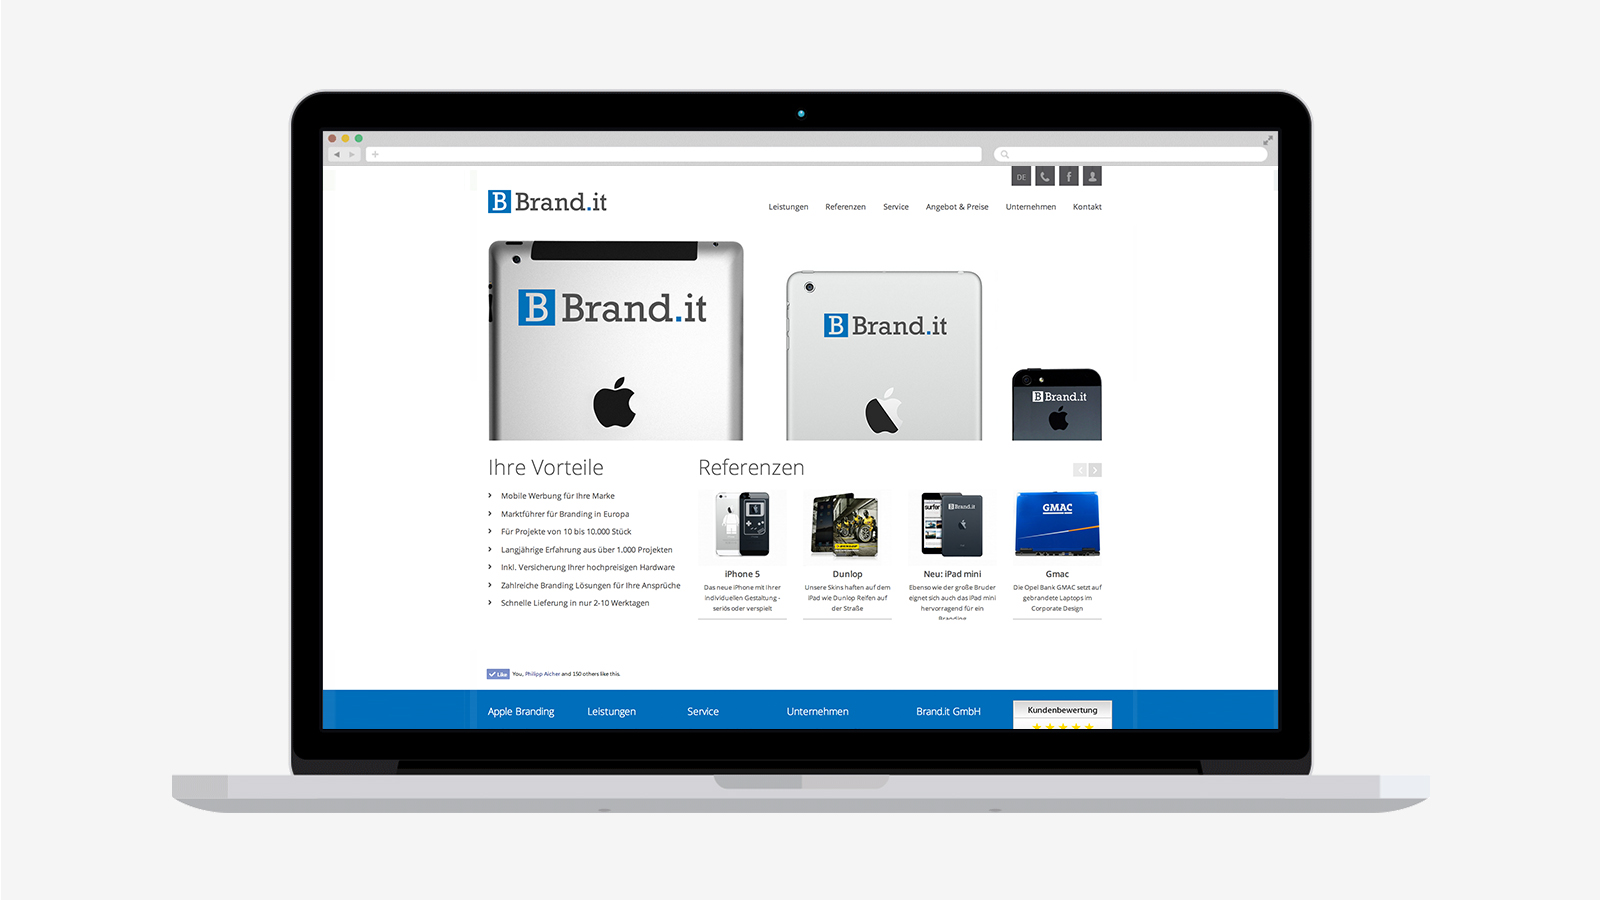 DE
B Brand.it
Leistungen Referenzen Service Angebot & Preise Unternehmen Kontakt
B Brand.it
B Brand.it
B Brand.it
Ihre Vorteile
Mobile Werbung für Ihre Marke
Marktführer für Branding in Europa
Für Projekte von 10 bis 10.000 Stück
Langjährige Erfahrung aus über 1.000 Projekten
Inkl. Versicherung Ihrer hochpreisigen Hardware
Zahlreiche Branding Lösungen für Ihre Ansprüche
Schnelle Lieferung in nur 2-10 Werktagen
Referenzen
surfer
B Brand.it
GMAC
iPhone 5
Das neue iPhone mit Ihrer
individuellen Gestaltung -
seriös oder verspielt
Dunlop
Unsere Skins haften auf dem
iPad wie Dunlop Reifen auf
der Straße
Neu: iPad mini
Ebenso wie der große Bruder
eignet sich auch das iPad mini
hervorragend für ein
Branding
Gmac
Die Opel Bank GMAC setzt auf
gebrandete Laptops im
Corporate Design
Like You, Philipp Aicher and 150 others like this.
Apple Branding Leistungen Service Unternehmen Brand.it GmbH
Kundenbewertung